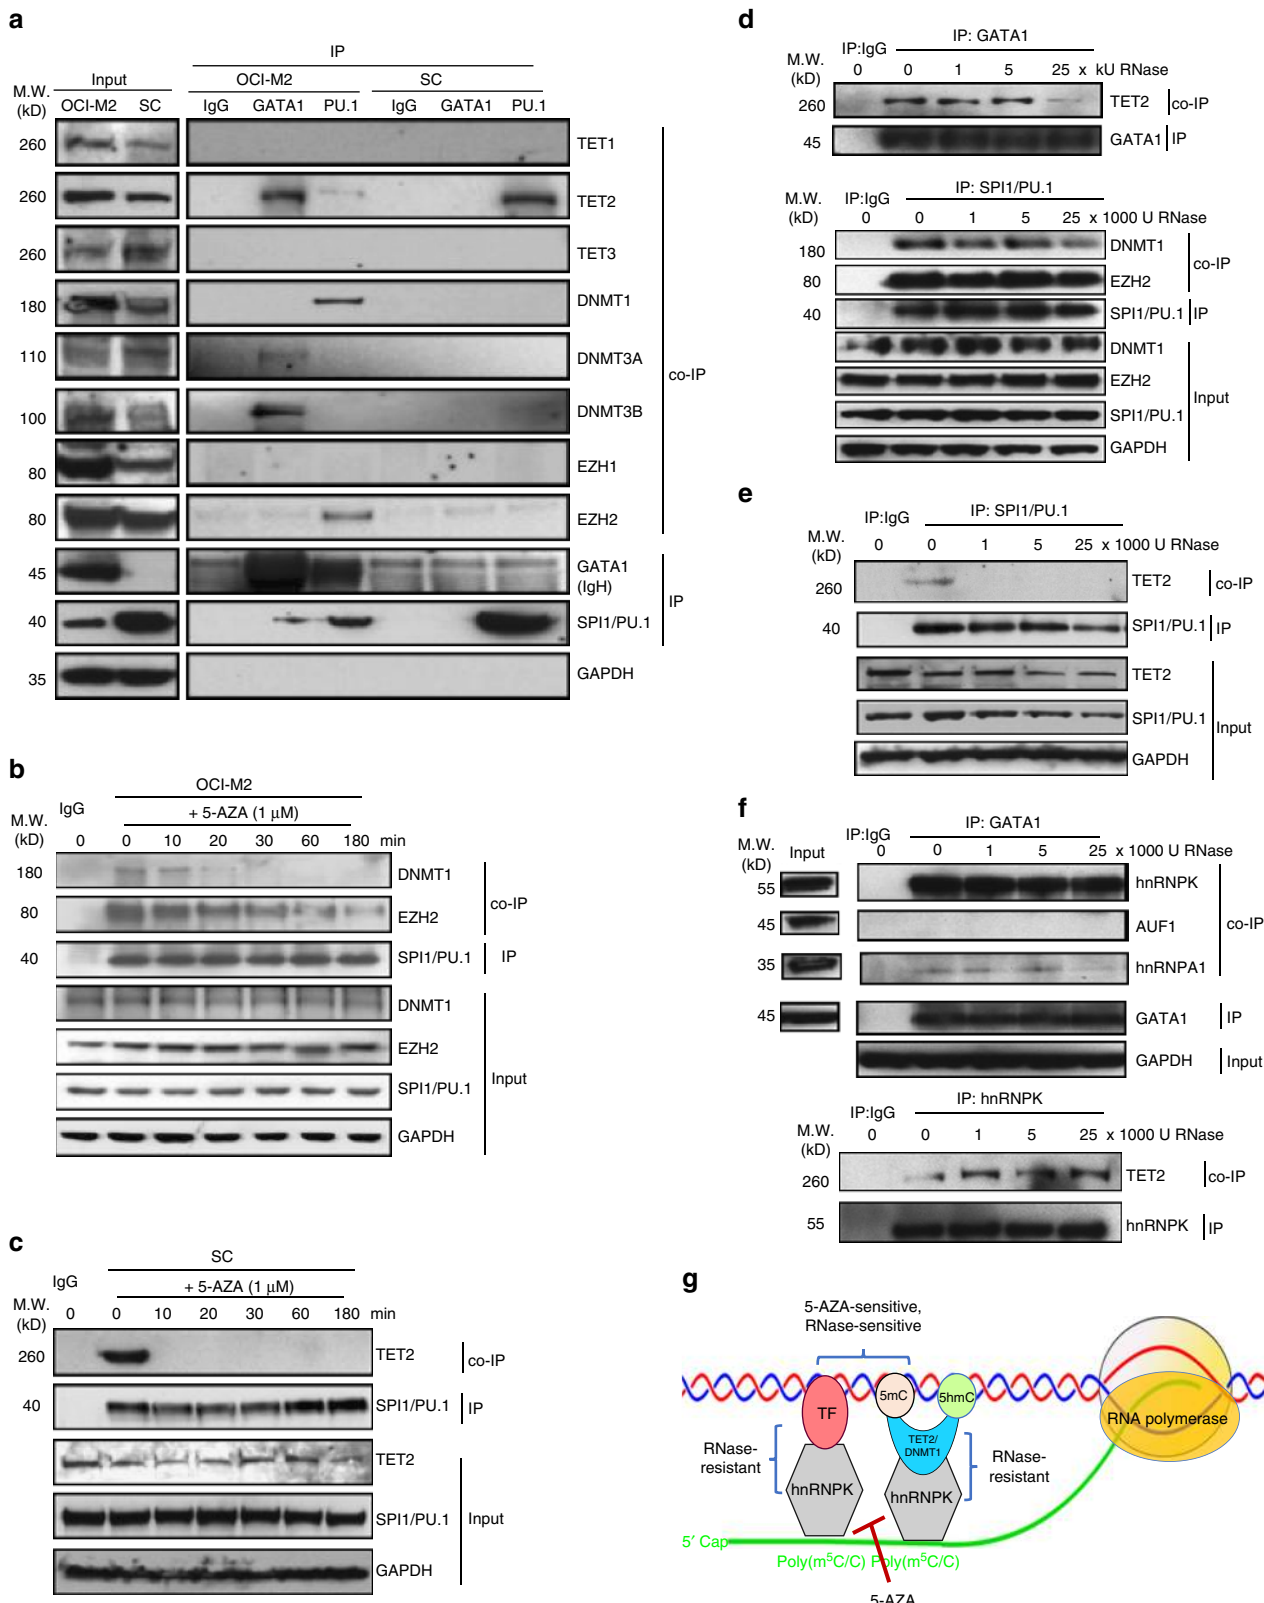 a
IP
Input OCI-M2 SC
M.W. (kD) OCI-M2 SC IgG GATA1 PU.1 IgG GATA1 PU.1
260 TET1
260 TET2
260 TET3
180 DNMT1
110 DNMT3A
100 DNMT3B
80 EZH1
80 EZH2
co-IP
45 GATA1 (IgH)
40 SPI1/PU.1
IP
35 GAPDH
b
OCI-M2
IgG + 5-AZA (1 µM)
M.W. (kD) 0 0 10 20 30 60 180 min
180 DNMT1
80 EZH2
co-IP
40 SPI1/PU.1 IP
DNMT1
EZH2
SPI1/PU.1
GAPDH
Input
c
SC
IgG + 5-AZA (1 µM)
M.W. (kD) 0 0 10 20 30 60 180 min
260 TET2 co-IP
40 SPI1/PU.1 IP
TET2
SPI1/PU.1
GAPDH
Input
d
IP:IgG IP: GATA1
M.W. (kD) 0 0 1 5 25 x kU RNase
260 TET2 co-IP
45 GATA1 IP
IP:IgG IP: SPI1/PU.1
M.W. (kD) 0 0 1 5 25 x 1000 U RNase
180 DNMT1
80 EZH2
co-IP
40 SPI1/PU.1 IP
DNMT1
EZH2
SPI1/PU.1
GAPDH
Input
e
IP:IgG IP: SPI1/PU.1
M.W. (kD) 0 0 1 5 25 x 1000 U RNase
260 TET2 co-IP
40 SPI1/PU.1 IP
TET2
SPI1/PU.1
GAPDH
Input
f
IP:IgG IP: GATA1
M.W. (kD) Input 0 0 1 5 25 x 1000 U RNase
55 hnRNPK
45 AUF1
35 hnRNPA1
co-IP
45 GATA1 IP
GAPDH Input
IP:IgG IP: hnRNPK
M.W. (kD) 0 0 1 5 25 x 1000 U RNase
260 TET2 co-IP
55 hnRNPK IP
g
5-AZA-sensitive,
RNase-sensitive
TF 5mC 5hmC
RNA polymerase
TET2/
DNMT1
RNase-
resistant
RNase-
resistant
hnRNPK hnRNPK
5′ Cap
Poly(m⁵C/C) Poly(m⁵C/C)
5-AZA